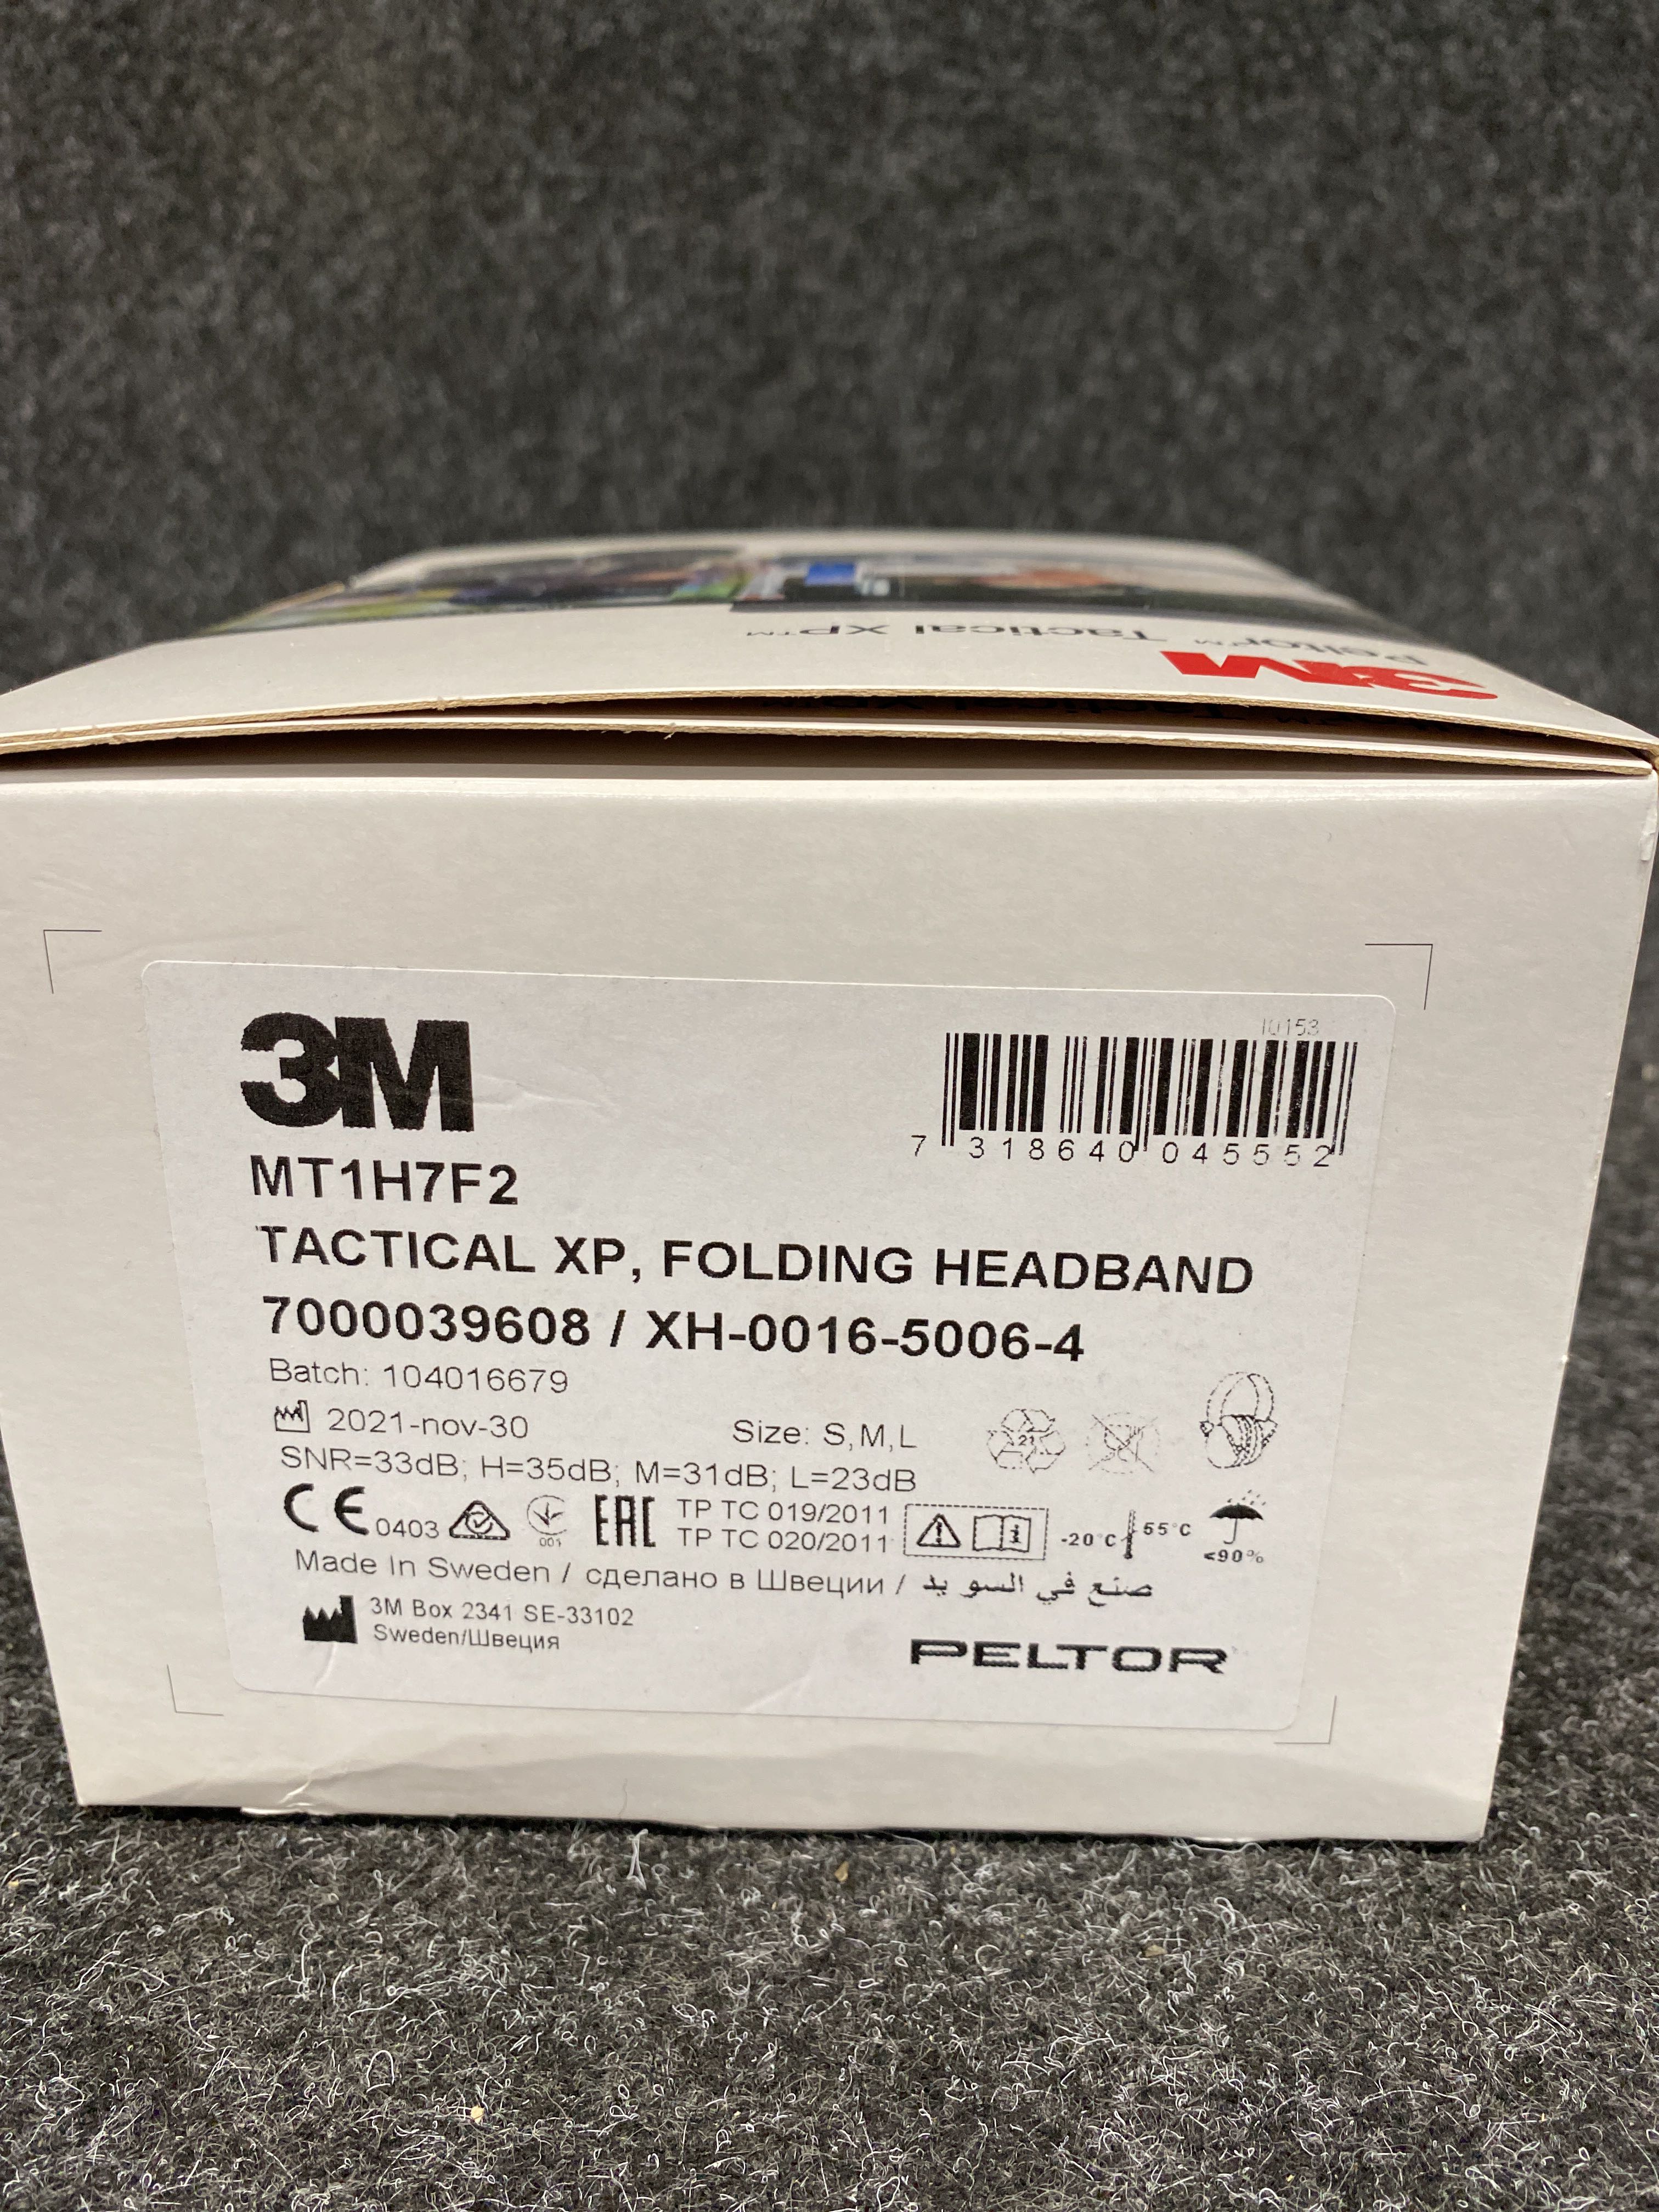 Peltor™ Tactical XP™
3M
3M
10153
7 318640 045552
MT1H7F2
TACTICAL XP, FOLDING HEADBAND
7000039608 / XH-0016-5006-4
Batch: 104016679
2021-nov-30 Size: S,M,L
21
SNR=33dB; H=35dB; M=31dB; L=23dB
CE 0403 001 EAC TP TC 019/2011
TP TC 020/2011
-20°C 55°C <90%
Made In Sweden / сделано в Швеции / صنع في السويد
3M Box 2341 SE-33102
Sweden/Швеция
PELTOR